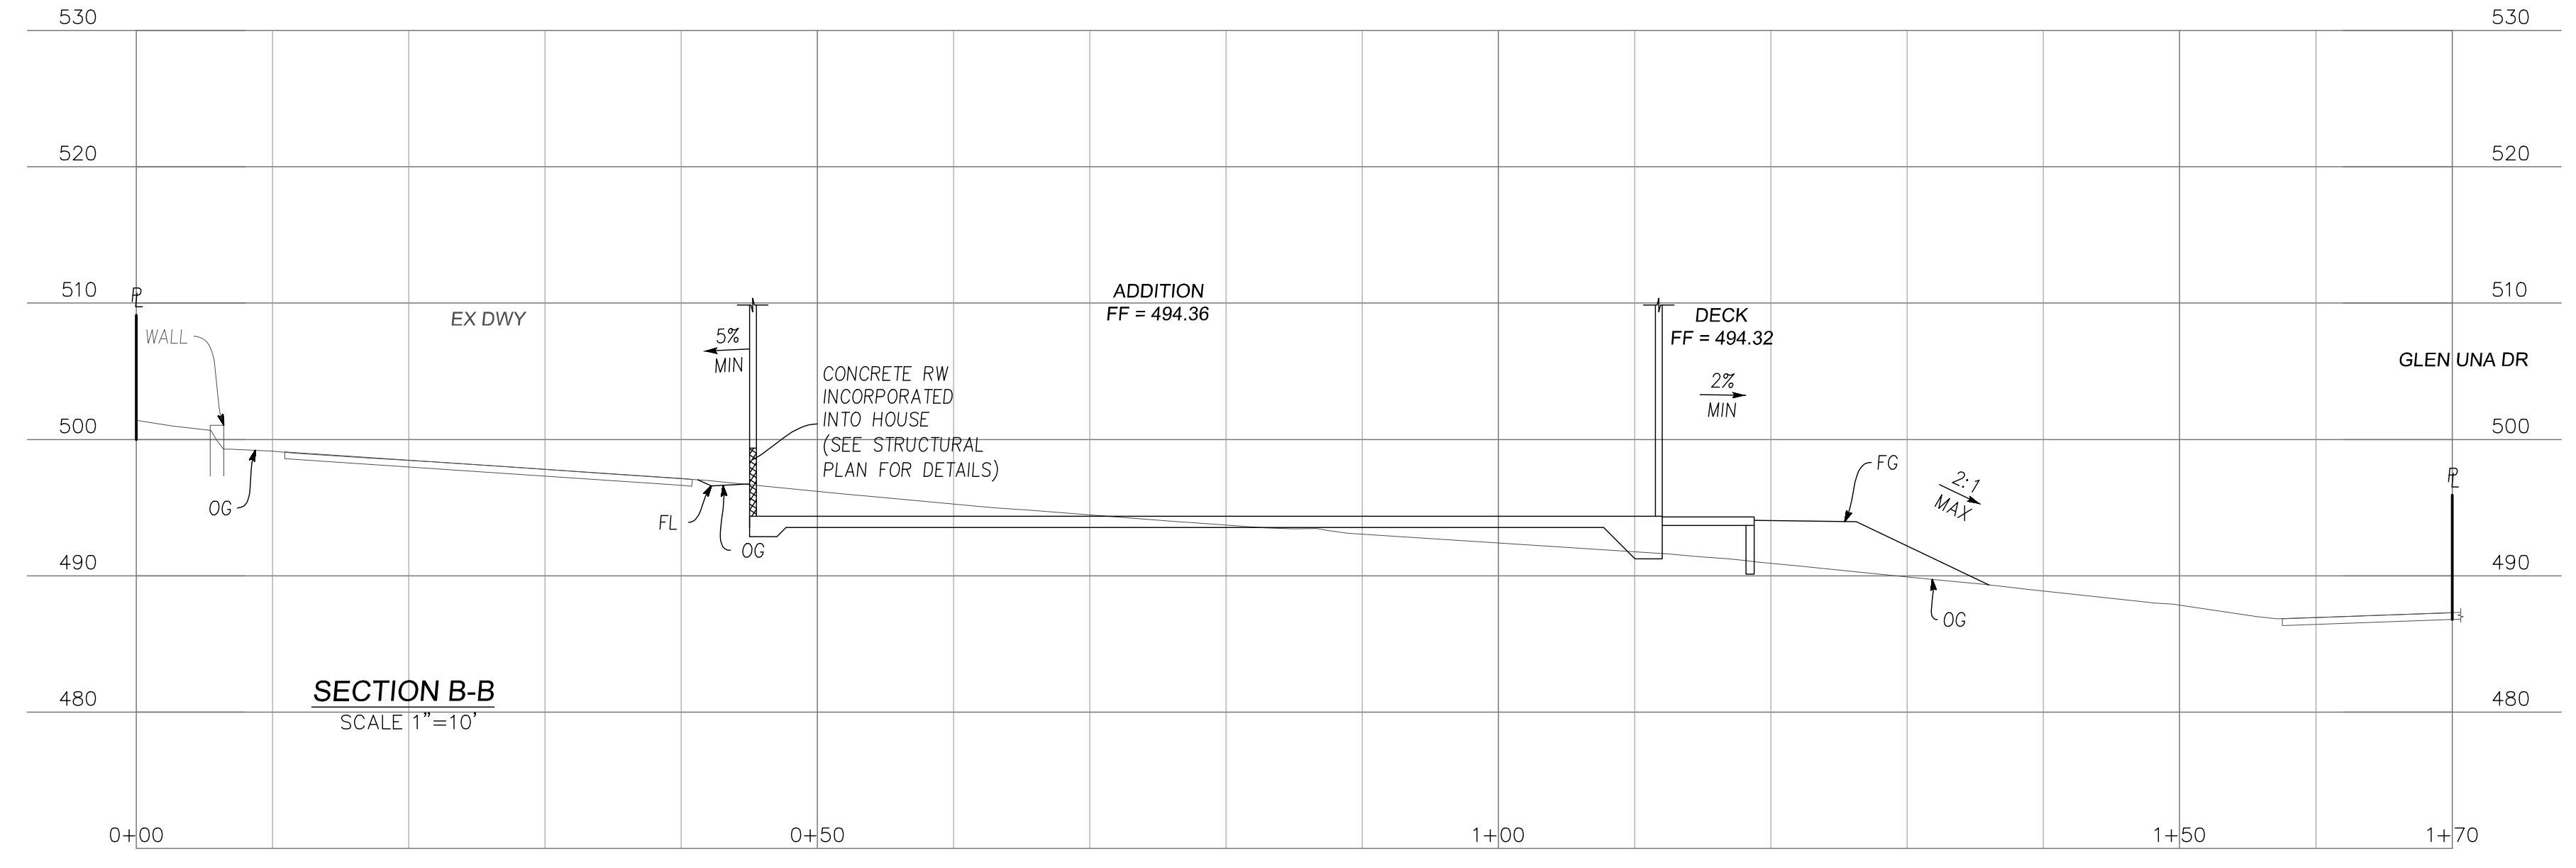 530
530
520
520
510
510
PL
EX DWY
WALL
5%
MIN
ADDITION
FF = 494.36
DECK
FF = 494.32
GLEN UNA DR
2%
MIN
CONCRETE RW
INCORPORATED
INTO HOUSE
(SEE STRUCTURAL
PLAN FOR DETAILS)
500
500
OG
FL
OG
FG
2:1
MAX
PL
490
490
OG
480
480
SECTION B-B
SCALE 1"=10'
0+00
0+50
1+00
1+50
1+70